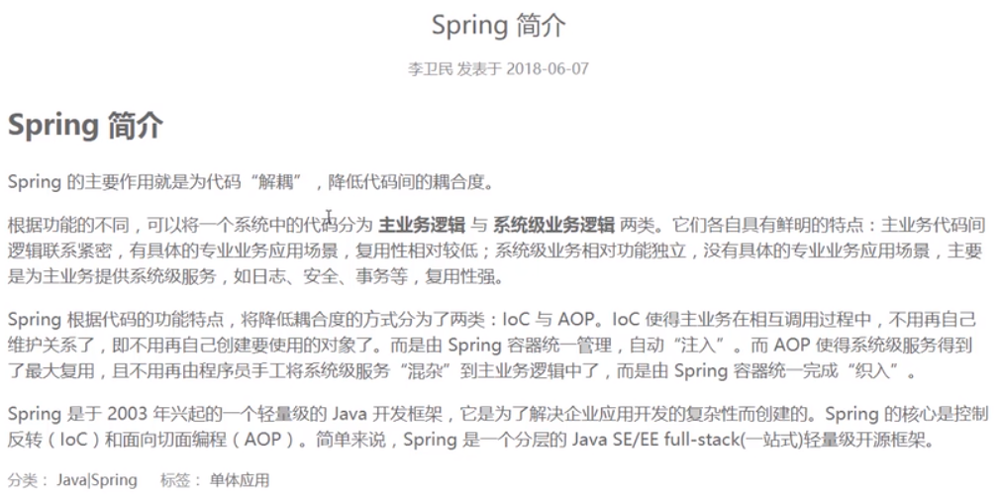 Spring 简介
李卫民 发表于 2018-06-07
Spring 简介
Spring 的主要作用就是为代码“解耦”，降低代码间的耦合度。
根据功能的不同，可以将一个系统中的代码分为 主业务逻辑 与 系统级业务逻辑 两类。它们各自具有鲜明的特点：主业务代码间
逻辑联系紧密，有具体的专业业务应用场景，复用性相对较低；系统级业务相对功能独立，没有具体的专业业务应用场景，主要
是为主业务提供系统级服务，如日志、安全、事务等，复用性强。
Spring 根据代码的功能特点，将降低耦合度的方式分为了两类：IoC 与 AOP。IoC 使得主业务在相互调用过程中，不用再自己
维护关系了，即不用再自己创建要使用的对象了。而是由 Spring 容器统一管理，自动“注入”。而 AOP 使得系统级服务得到
了最大复用，且不用再由程序员手工将系统级服务“混杂”到主业务逻辑中了，而是由 Spring 容器统一完成“织入”。
Spring 是于 2003 年兴起的一个轻量级的 Java 开发框架，它是为了解决企业应用开发的复杂性而创建的。Spring 的核心是控制
反转（IoC）和面向切面编程（AOP）。简单来说，Spring 是一个分层的 Java SE/EE full-stack(一站式)轻量级开源框架。
分类： Java|Spring 标签： 单体应用